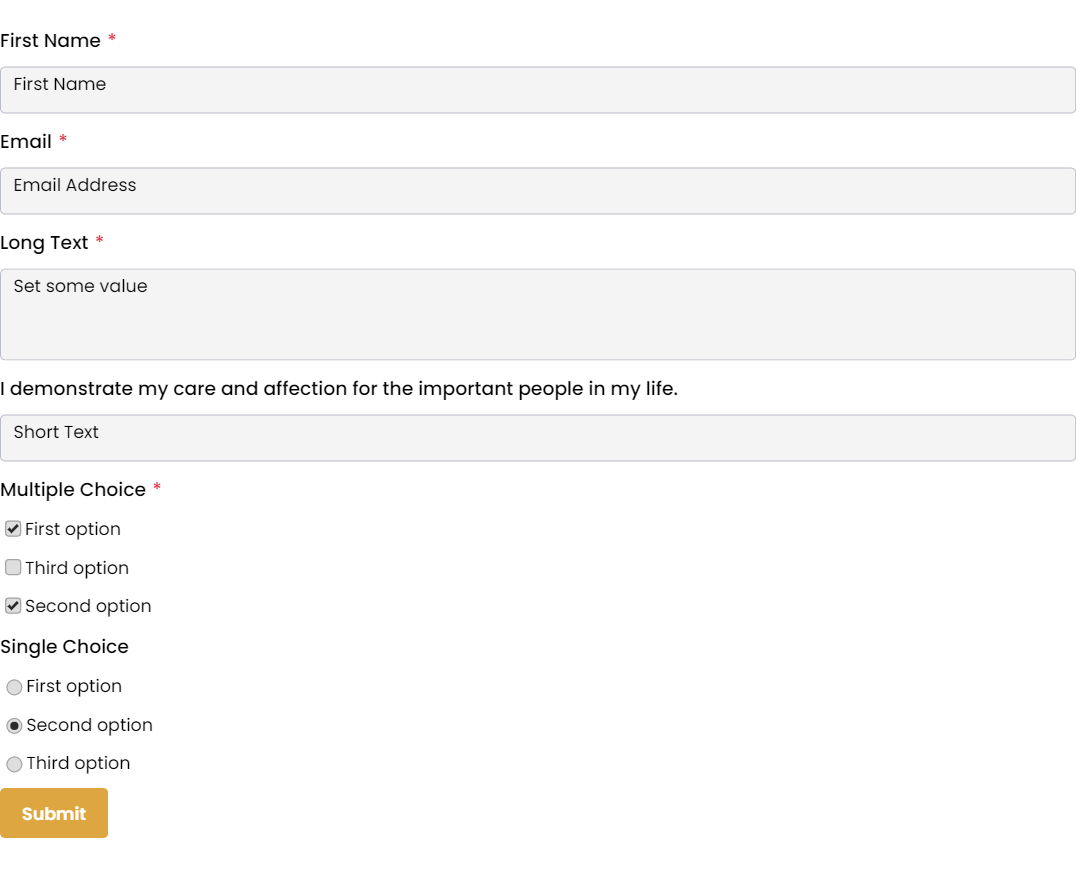 First Name *
First Name
Email *
Email Address
Long Text *
Set some value
I demonstrate my care and affection for the important people in my life.
Short Text
Multiple Choice *
First option
Third option
Second option
Single Choice
First option
Second option
Third option
Submit